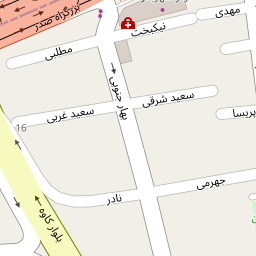 مهدی
بزرگراه صدر
نیکبخت
مطلبی
بهار جنوبی
سعید شرقی
سعید غربی
پریسا
16
جهرمی
نادر
بلوار کاوه